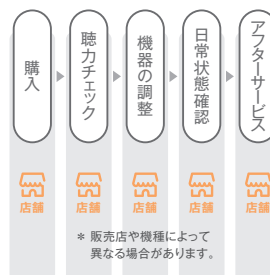 購入
聴力チェック
機器の調整
日常状態確認
アフターサービス
店舗
店舗
店舗
店舗
店舗
* 販売店や機種によって
異なる場合があります。